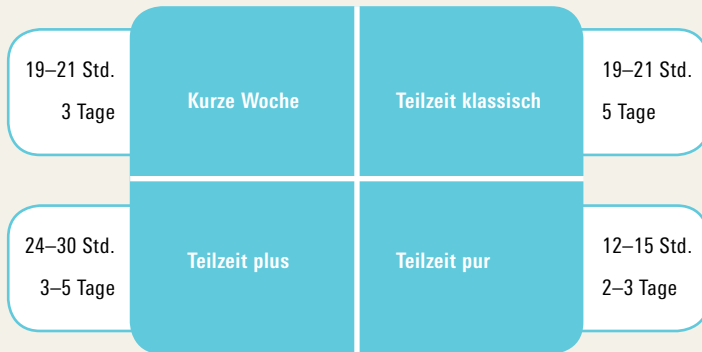 19–21 Std.
3 Tage
Kurze Woche
Teilzeit klassisch
19–21 Std.
5 Tage
24–30 Std.
3–5 Tage
Teilzeit plus
Teilzeit pur
12–15 Std.
2–3 Tage